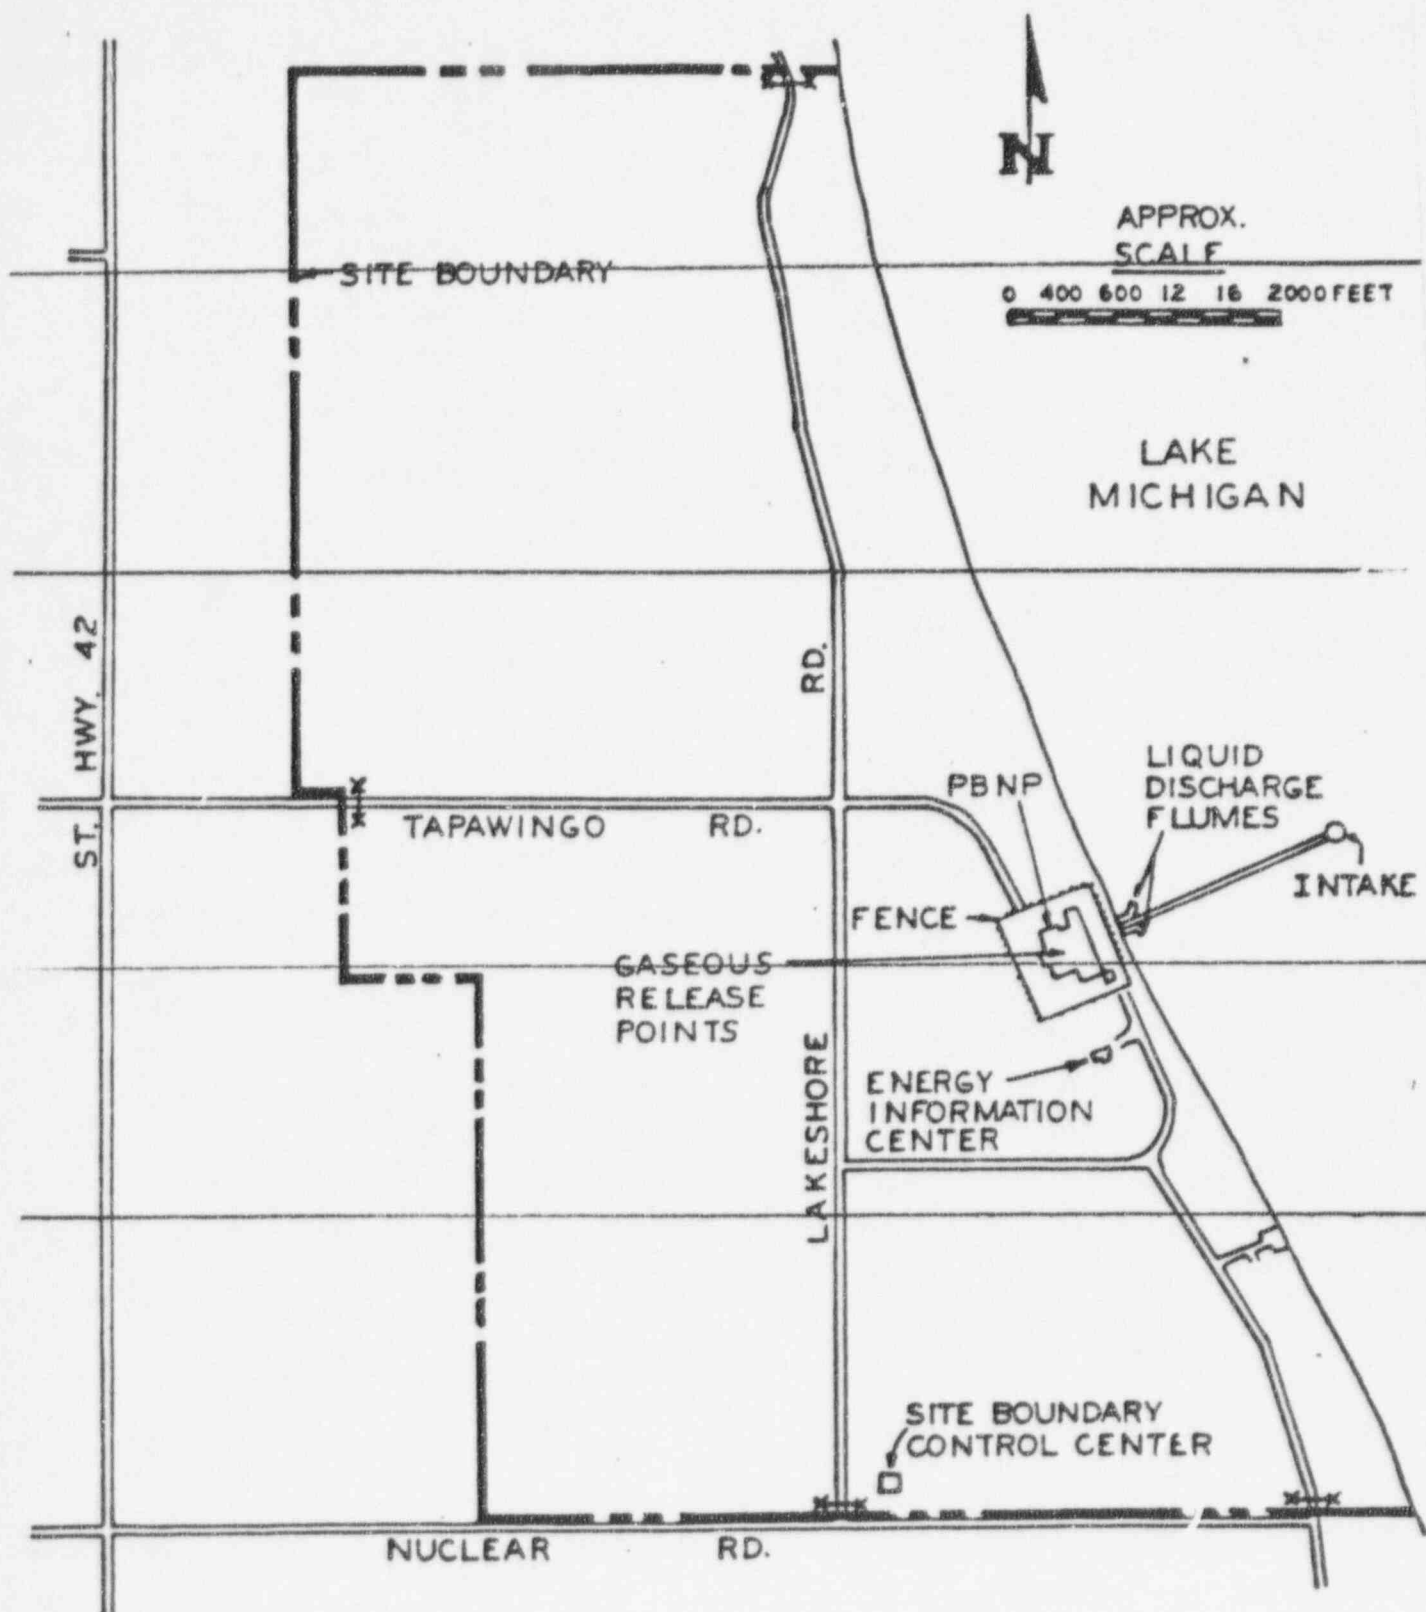 N
APPROX.
SCALE
0 400 600 12 16 2000 FEET
SITE BOUNDARY
LAKE
MICHIGAN
ST. HWY. 42
LAKESHORE RD.
TAPAWINGO RD.
PBNP
LIQUID
DISCHARGE
FLUMES
INTAKE
FENCE
GASEOUS
RELEASE
POINTS
ENERGY
INFORMATION
CENTER
SITE BOUNDARY
CONTROL CENTER
NUCLEAR RD.